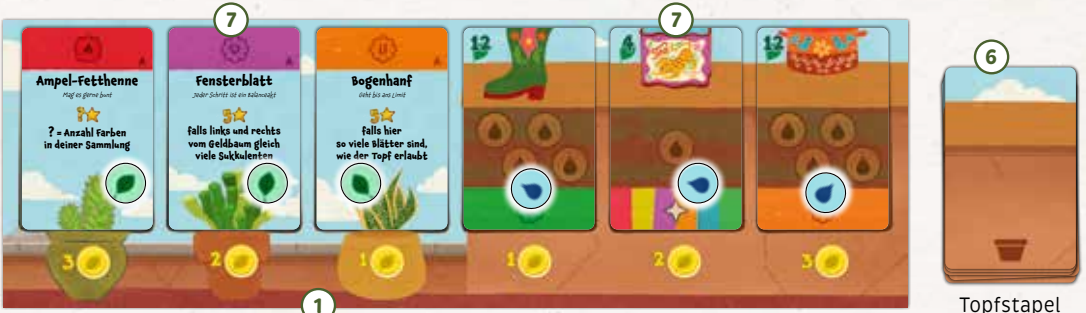 7
7
6
12
4
12
A
A
A
Ampel-Fetthenne
Mag es gerne bunt
?
? = Anzahl Farben
in deiner Sammlung
Fensterblatt
Jeder Schritt ist ein Balanceakt
5
falls links und rechts
vom Geldbaum gleich
viele Sukkulenten
Bogenhanf
Geht bis ans Limit
5
falls hier
so viele Blätter sind,
wie der Topf erlaubt
3
2
1
1
2
3
1
Topfstapel